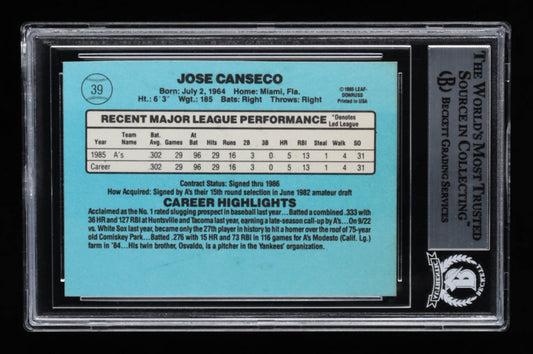 39
JOSE CANSECO
Born: July 2, 1964 Home: Miami, Fla.
Ht.: 6'3" Wgt.: 185 Bats: Right Throws: Right
©1985 LEAF-
DONRUSS
Printed in USA
RECENT MAJOR LEAGUE PERFORMANCE
*Denotes
Led League
Year Team Name Bat. Avg. Games At Bat Hits Runs 2B 3B HR RBI Steal Walk SO
1985 A's .302 29 96 29 16 3 0 5 13 1 4 31
Career .302 29 96 29 16 3 0 5 13 1 4 31
Contract Status: Signed thru 1986
How Acquired: Signed by A's their 15th round selection in June 1982 amateur draft
CAREER HIGHLIGHTS
Acclaimed as the No. 1 rated slugging prospect in baseball last year...Batted a combined .333 with
36 HR and 127 RBI at Huntsville and Tacoma last year, earning a late-season call-up by A's...On 9/22
vs. White Sox last year, became only the 27th player in history to hit a homer over the roof of 75-year
old Comiskey Park...Batted .276 with 15 HR and 73 RBI in 116 games for A's Modesto (Calif. Lg.)
farm in '84...His twin brother, Osvaldo, is a pitcher in the Yankees' organization.
THE WORLD'S MOST TRUSTED
SOURCE IN COLLECTING™
B BECKETT GRADING SERVICES
BECKETT
B
AUTHENTIC